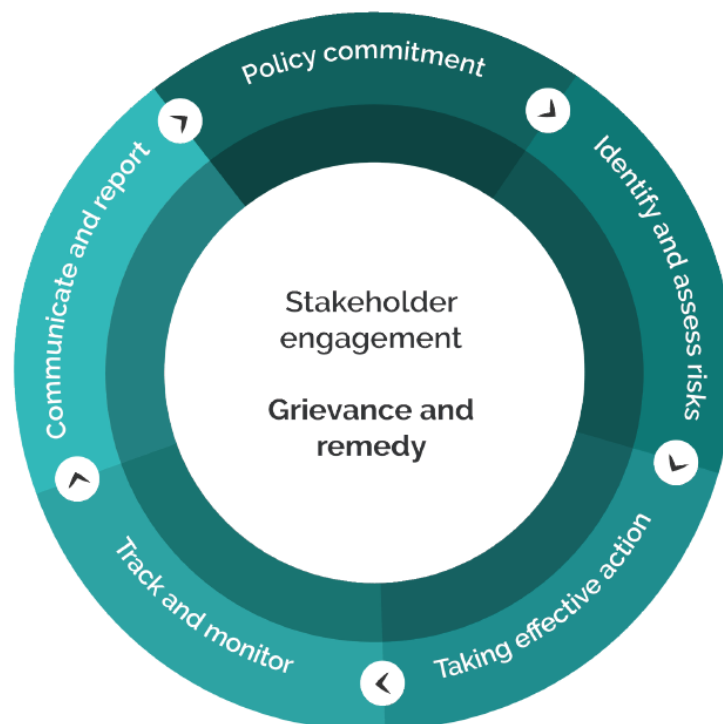 Policy commitment
Identify and assess risks
Taking effective action
Track and monitor
Communicate and report
Stakeholder
engagement
Grievance and
remedy